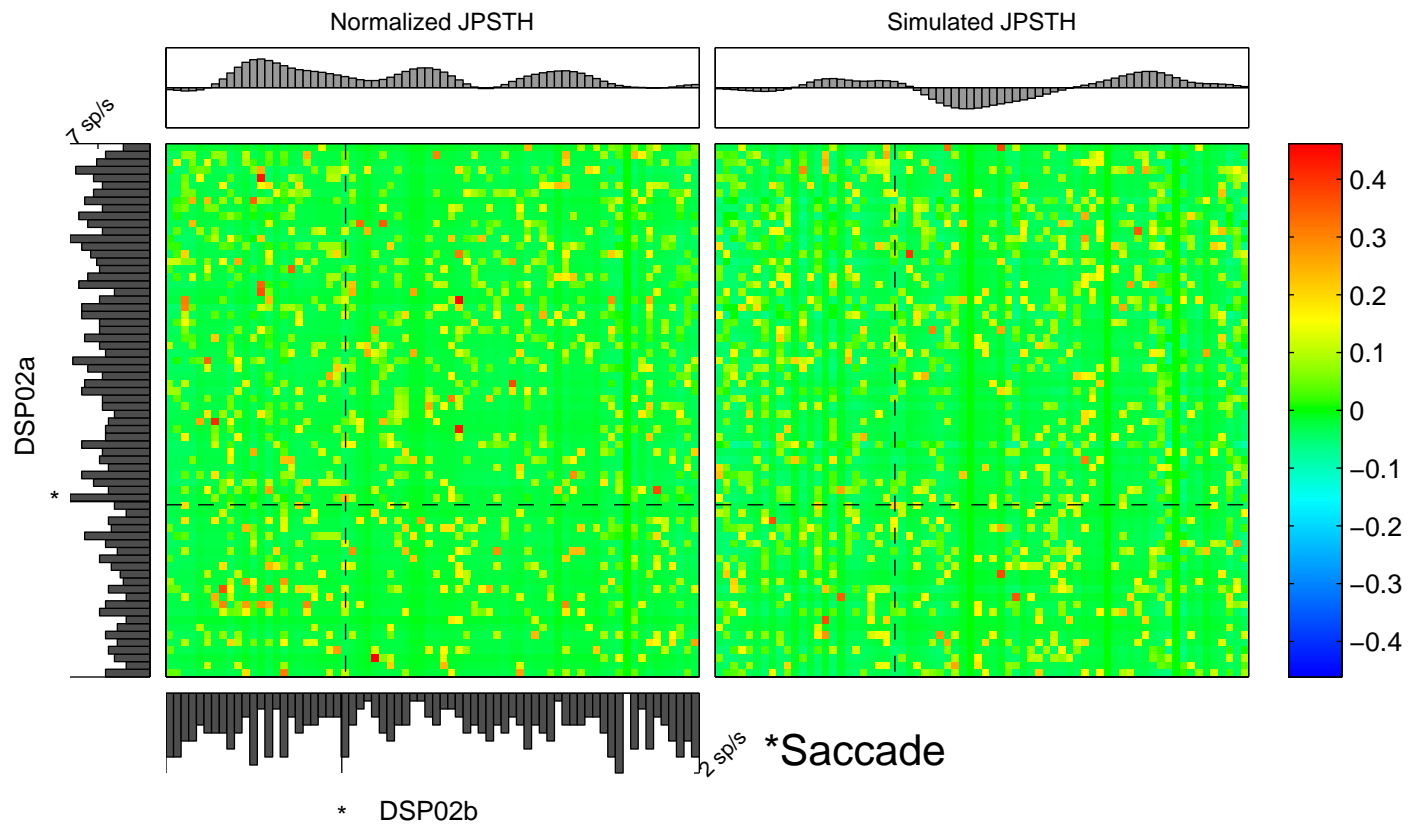 Normalized JPSTH
Simulated JPSTH
7 sp/s
DSP02a
*
0.4
0.3
0.2
0.1
0
−0.1
−0.2
−0.3
−0.4
2 sp/s
*Saccade
* DSP02b